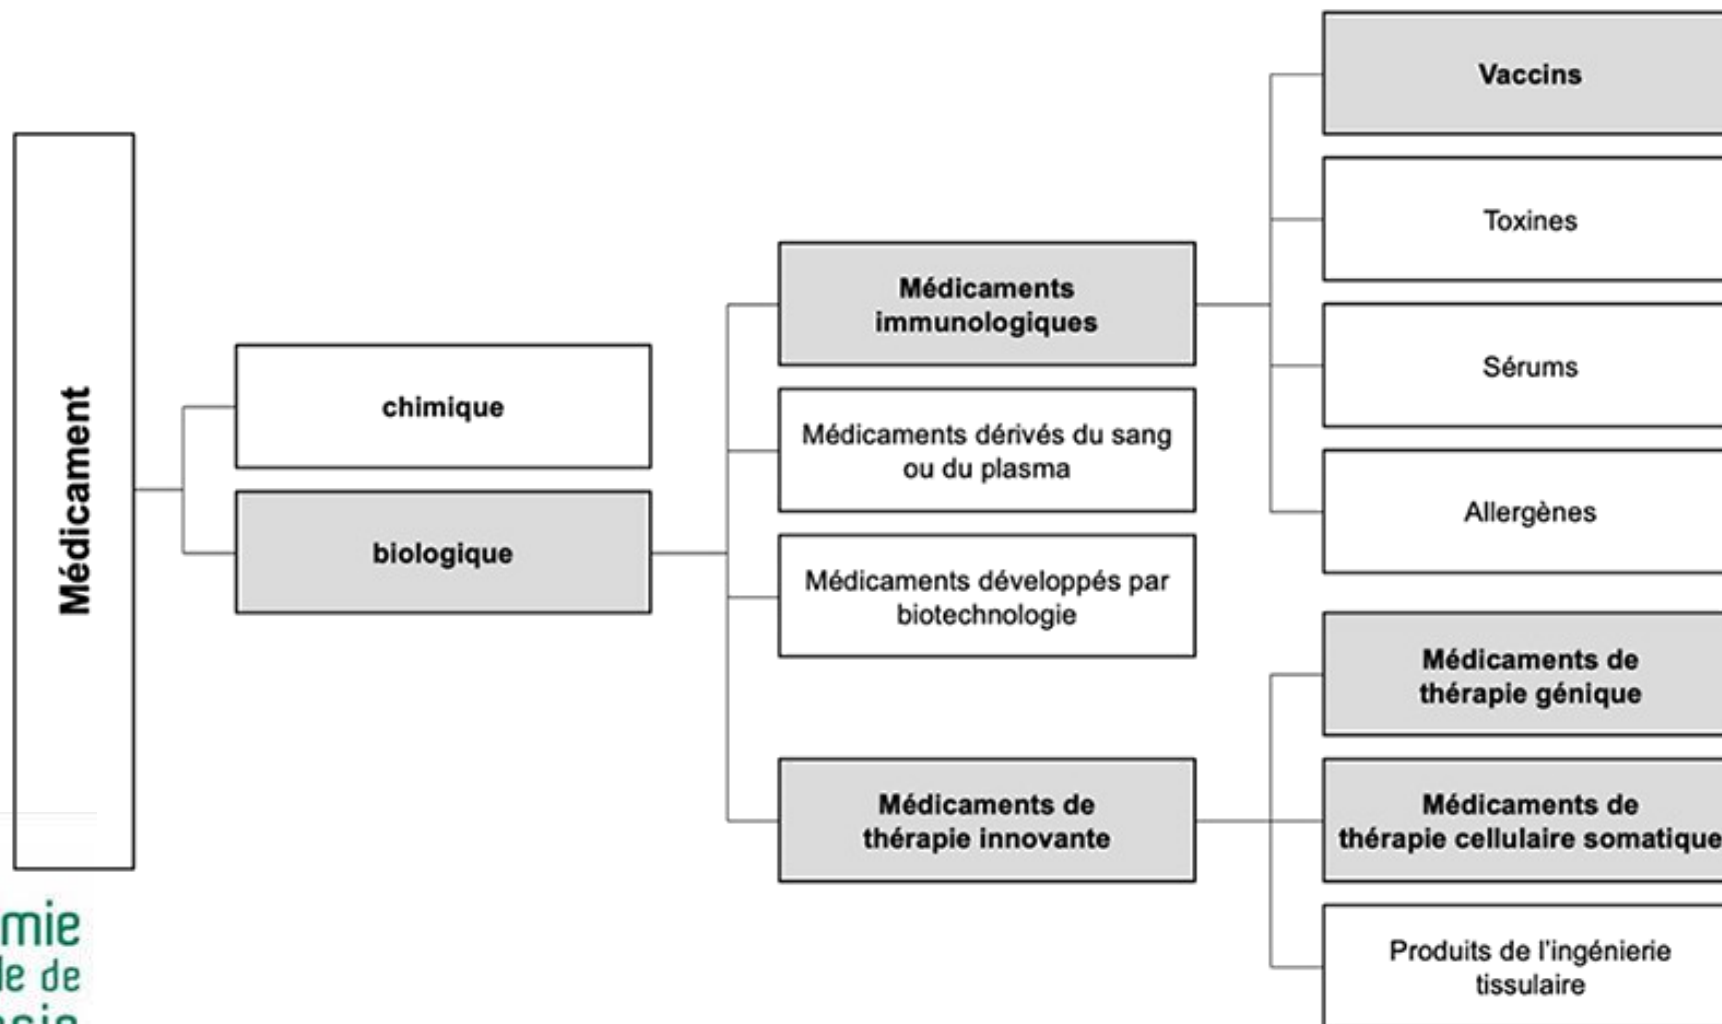 Médicament
chimique
biologique
Médicaments
immunologiques
Médicaments dérivés du sang
ou du plasma
Médicaments développés par
biotechnologie
Médicaments de
thérapie innovante
Vaccins
Toxines
Sérums
Allergènes
Médicaments de
thérapie génique
Médicaments de
thérapie cellulaire somatique
Produits de l'ingénierie
tissulaire
mie
le de